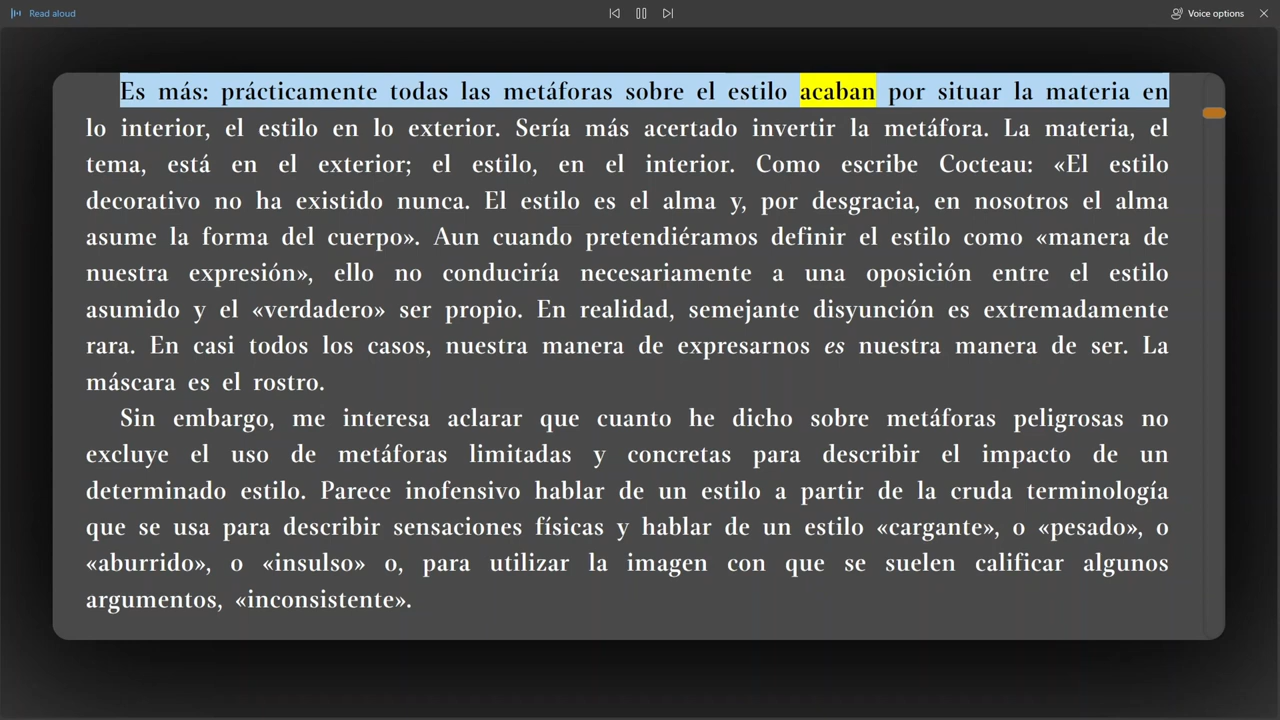 Read aloud
Voice options
Es más: prácticamente todas las metáforas sobre el estilo acaban por situar la materia en
lo interior, el estilo en lo exterior. Sería más acertado invertir la metáfora. La materia, el
tema, está en el exterior; el estilo, en el interior. Como escribe Cocteau: «El estilo
decorativo no ha existido nunca. El estilo es el alma y, por desgracia, en nosotros el alma
asume la forma del cuerpo». Aun cuando pretendiéramos definir el estilo como «manera de
nuestra expresión», ello no conduciría necesariamente a una oposición entre el estilo
asumido y el «verdadero» ser propio. En realidad, semejante disyunción es extremadamente
rara. En casi todos los casos, nuestra manera de expresarnos es nuestra manera de ser. La
máscara es el rostro.
Sin embargo, me interesa aclarar que cuanto he dicho sobre metáforas peligrosas no
excluye el uso de metáforas limitadas y concretas para describir el impacto de un
determinado estilo. Parece inofensivo hablar de un estilo a partir de la cruda terminología
que se usa para describir sensaciones físicas y hablar de un estilo «cargante», o «pesado», o
«aburrido», o «insulso» o, para utilizar la imagen con que se suelen calificar algunos
argumentos, «inconsistente».